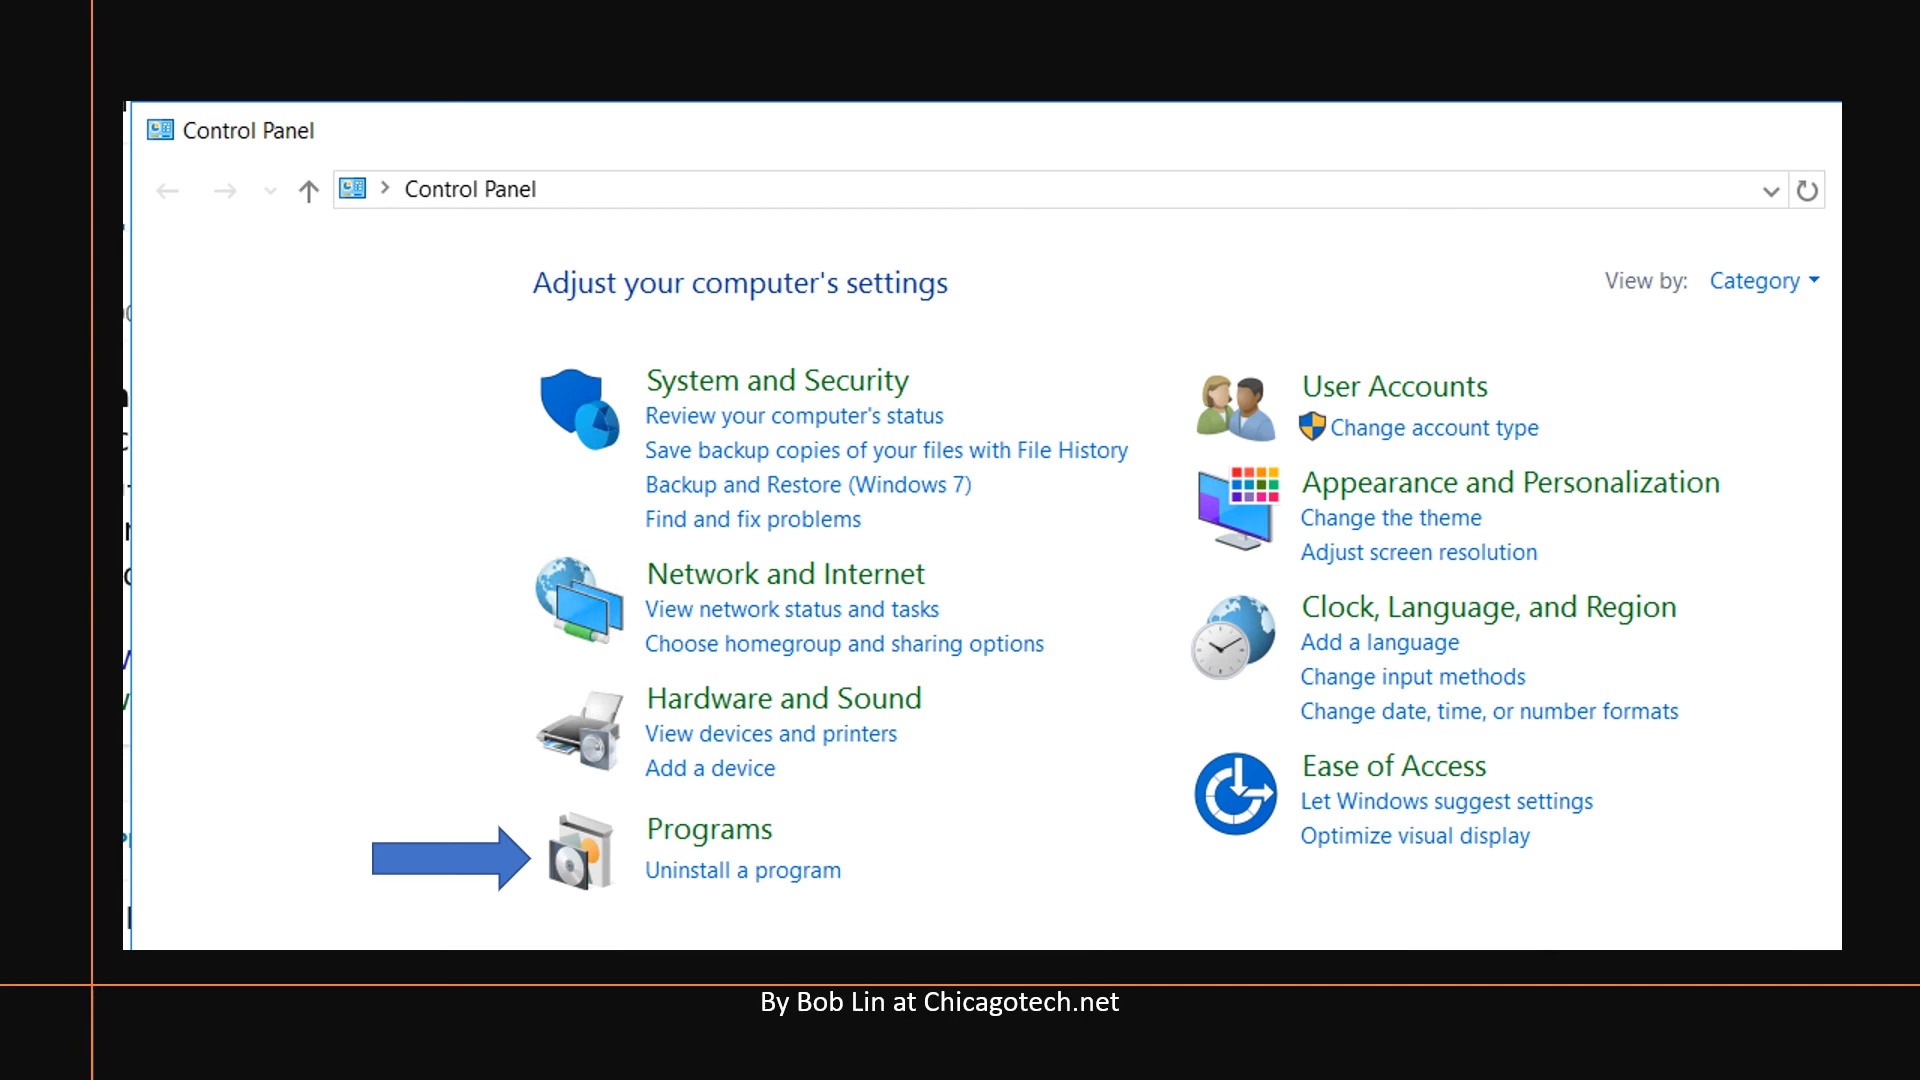 Control Panel
Control Panel
Adjust your computer's settings
View by: Category
System and Security
Review your computer's status
Save backup copies of your files with File History
Backup and Restore (Windows 7)
Find and fix problems
Network and Internet
View network status and tasks
Choose homegroup and sharing options
Hardware and Sound
View devices and printers
Add a device
Programs
Uninstall a program
User Accounts
Change account type
Appearance and Personalization
Change the theme
Adjust screen resolution
Clock, Language, and Region
Add a language
Change input methods
Change date, time, or number formats
Ease of Access
Let Windows suggest settings
Optimize visual display
By Bob Lin at Chicagotech.net